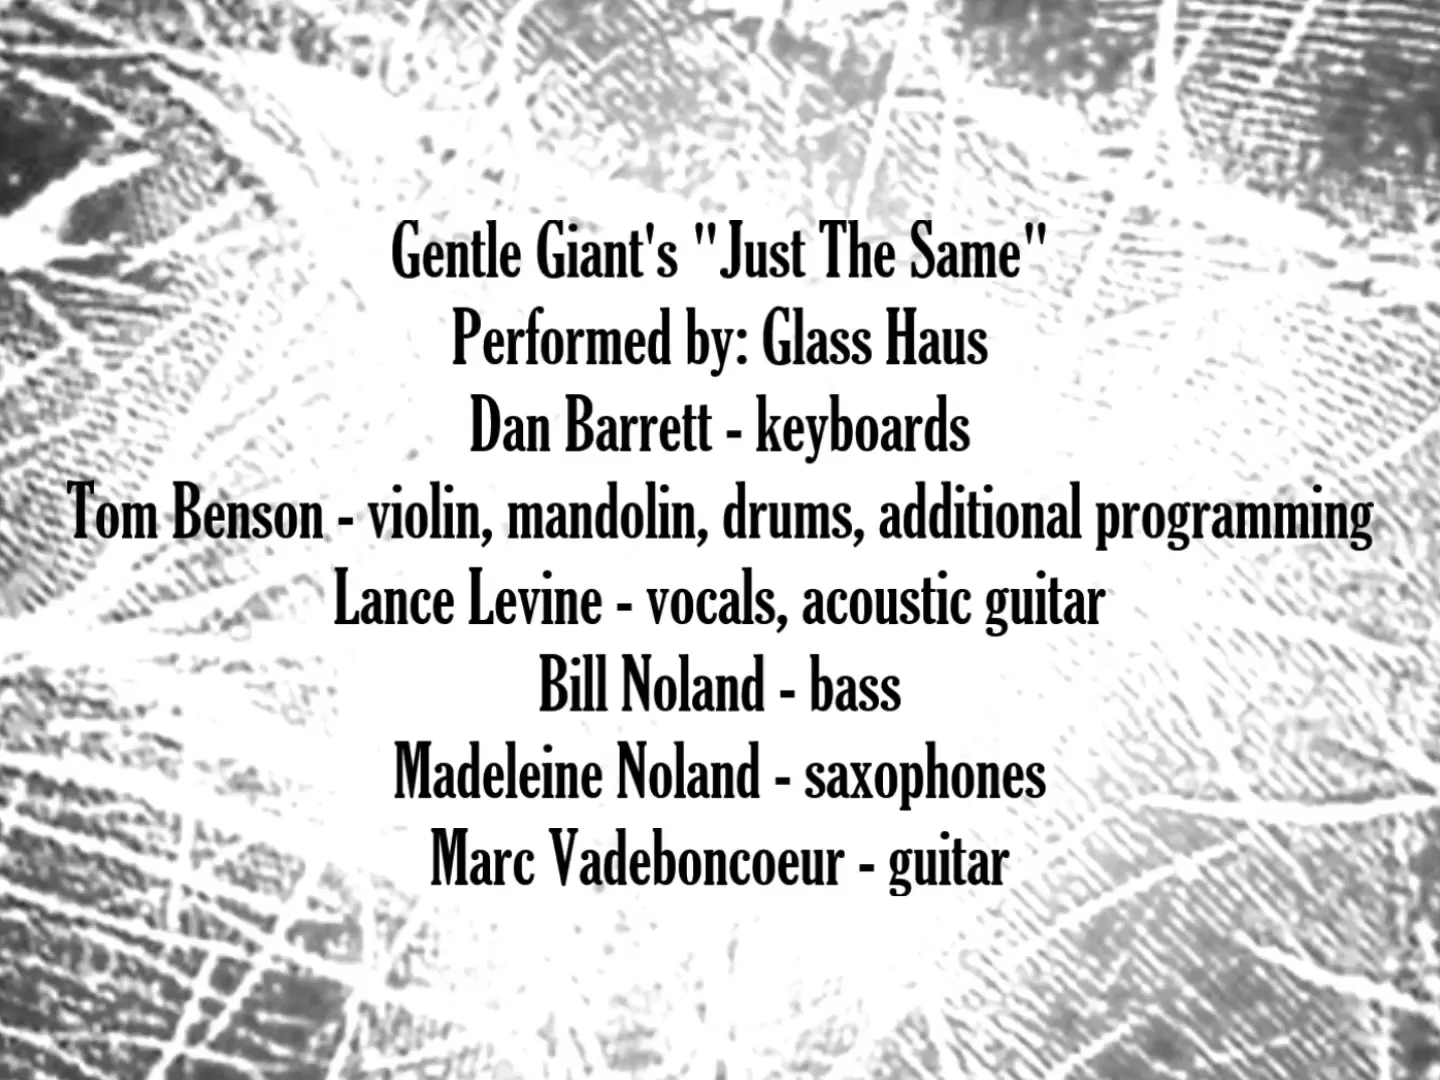 Gentle Giant's "Just The Same"
Performed by: Glass Haus
Dan Barrett - keyboards
Tom Benson - violin, mandolin, drums, additional programming
Lance Levine - vocals, acoustic guitar
Bill Noland - bass
Madeleine Noland - saxophones
Marc Vadeboncoeur - guitar